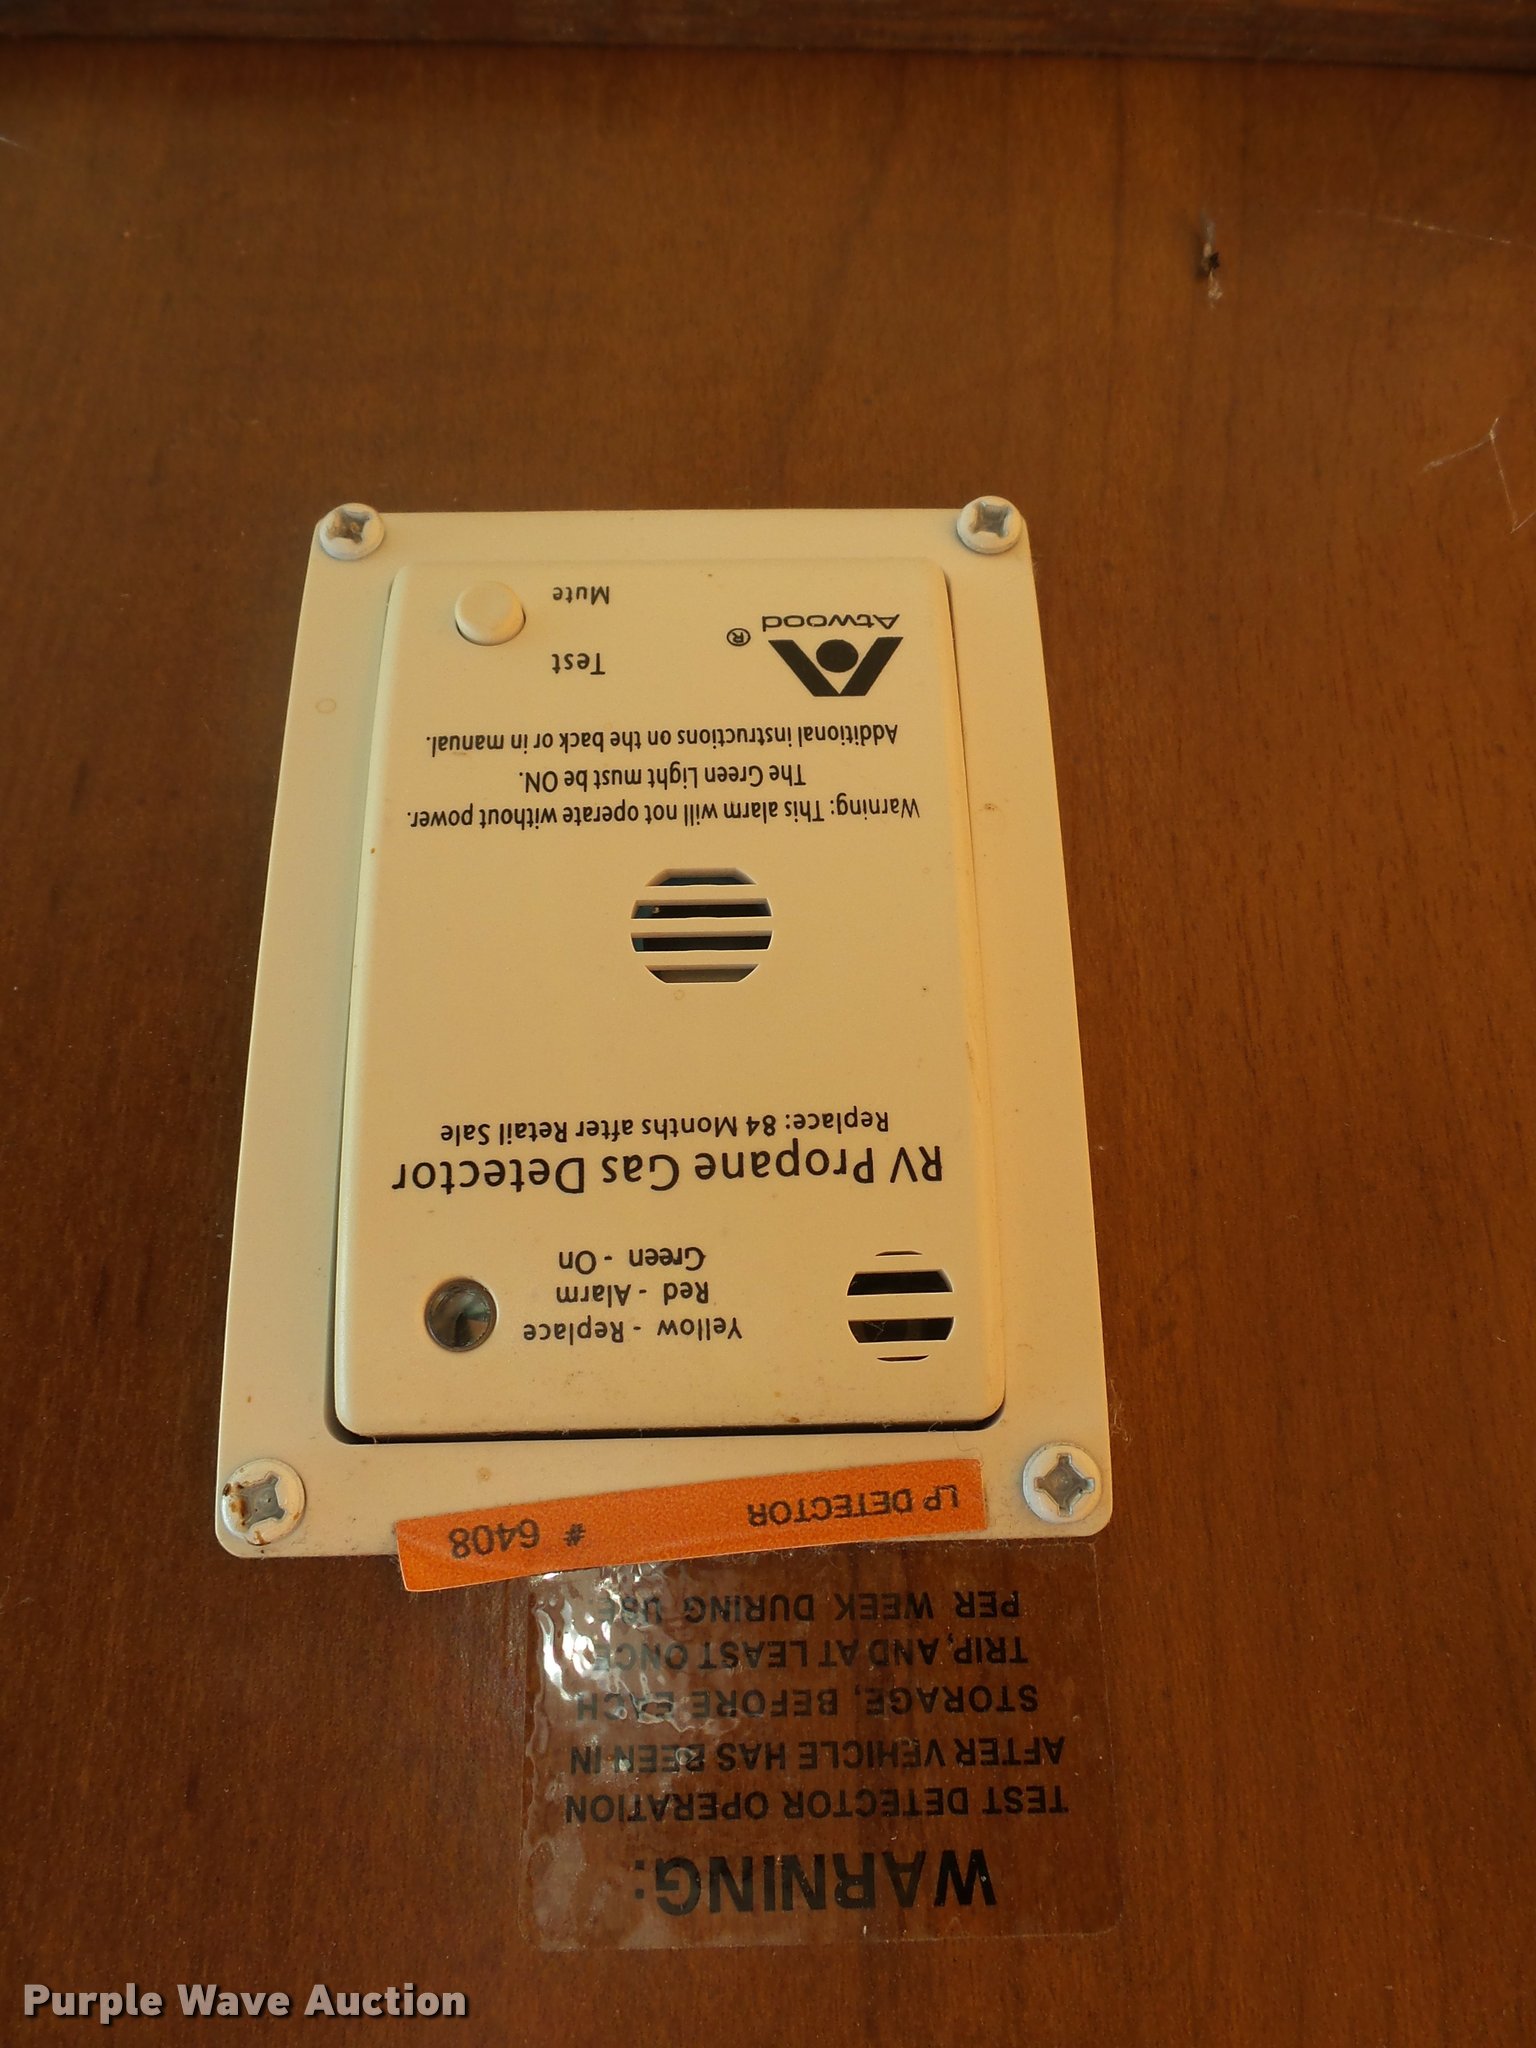 WARNING:
TEST DETECTOR OPERATION
AFTER VEHICLE HAS BEEN IN
STORAGE, BEFORE EACH
TRIP, AND AT LEAST ONCE
PER WEEK DURING USE
LP DETECTOR # 6408
Yellow - Replace
Red - Alarm
Green - On
RV Propane Gas Detector
Replace: 84 Months after Retail Sale
Warning: This alarm will not operate without power.
The Green Light must be ON.
Additional instructions on the back or in manual.
Atwood®
Test
Mute
Purple Wave Auction